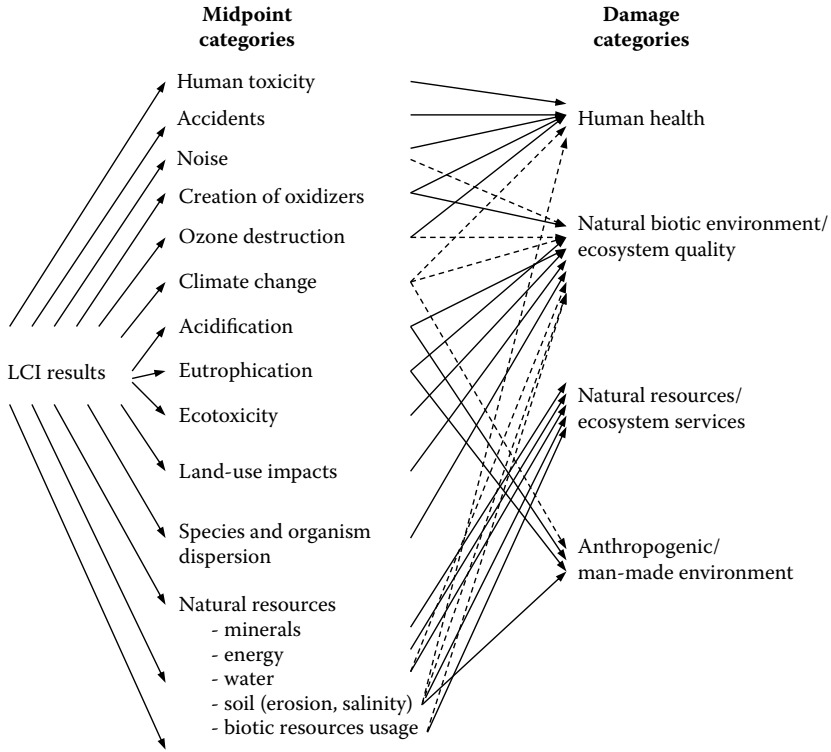 Midpoint
categories
Damage
categories
Human toxicity
Accidents
Noise
Creation of oxidizers
Ozone destruction
Climate change
Acidification
LCI results
Eutrophication
Ecotoxicity
Land-use impacts
Species and organism
dispersion
Natural resources
- minerals
- energy
- water
- soil (erosion, salinity)
- biotic resources usage
Human health
Natural biotic environment/
ecosystem quality
Natural resources/
ecosystem services
Anthropogenic/
man-made environment